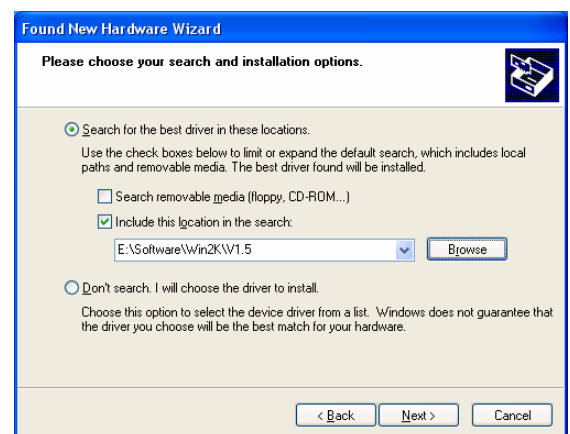 Found New Hardware Wizard
Please choose your search and installation options.
Search for the best driver in these locations.
Use the check boxes below to limit or expand the default search, which includes local
paths and removable media. The best driver found will be installed.
Search removable media (floppy, CD-ROM...)
Include this location in the search:
E:\Software\Win2K\V1.5
Browse
Don't search. I will choose the driver to install.
Choose this option to select the device driver from a list. Windows does not guarantee that
the driver you choose will be the best match for your hardware.
< Back
Next >
Cancel